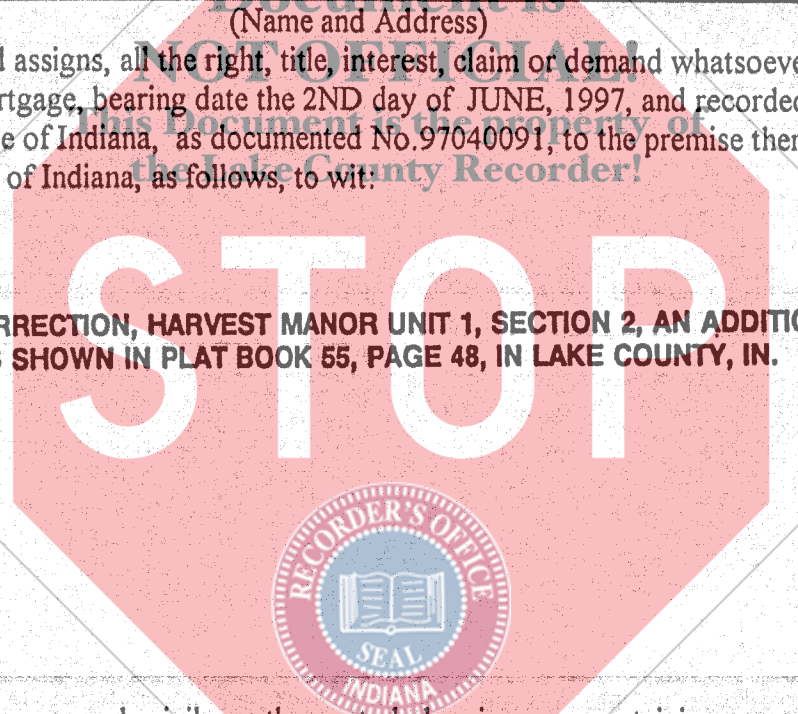 Document is
(Name and Address)
NOT OFFICIAL!
d assigns, all the right, title, interest, claim or demand whatsoeve
rtgage, bearing date the 2ND day of JUNE, 1997, and recorded
This Document is the property of
e of Indiana, as documented No.97040091, to the premise ther
the Lake County Recorder!
of Indiana, as follows, to wit:
STOP
RRECTION, HARVEST MANOR UNIT 1, SECTION 2, AN ADDITIO
S SHOWN IN PLAT BOOK 55, PAGE 48, IN LAKE COUNTY, IN.
RECORDER'S OFFICE
SEAL
INDIANA